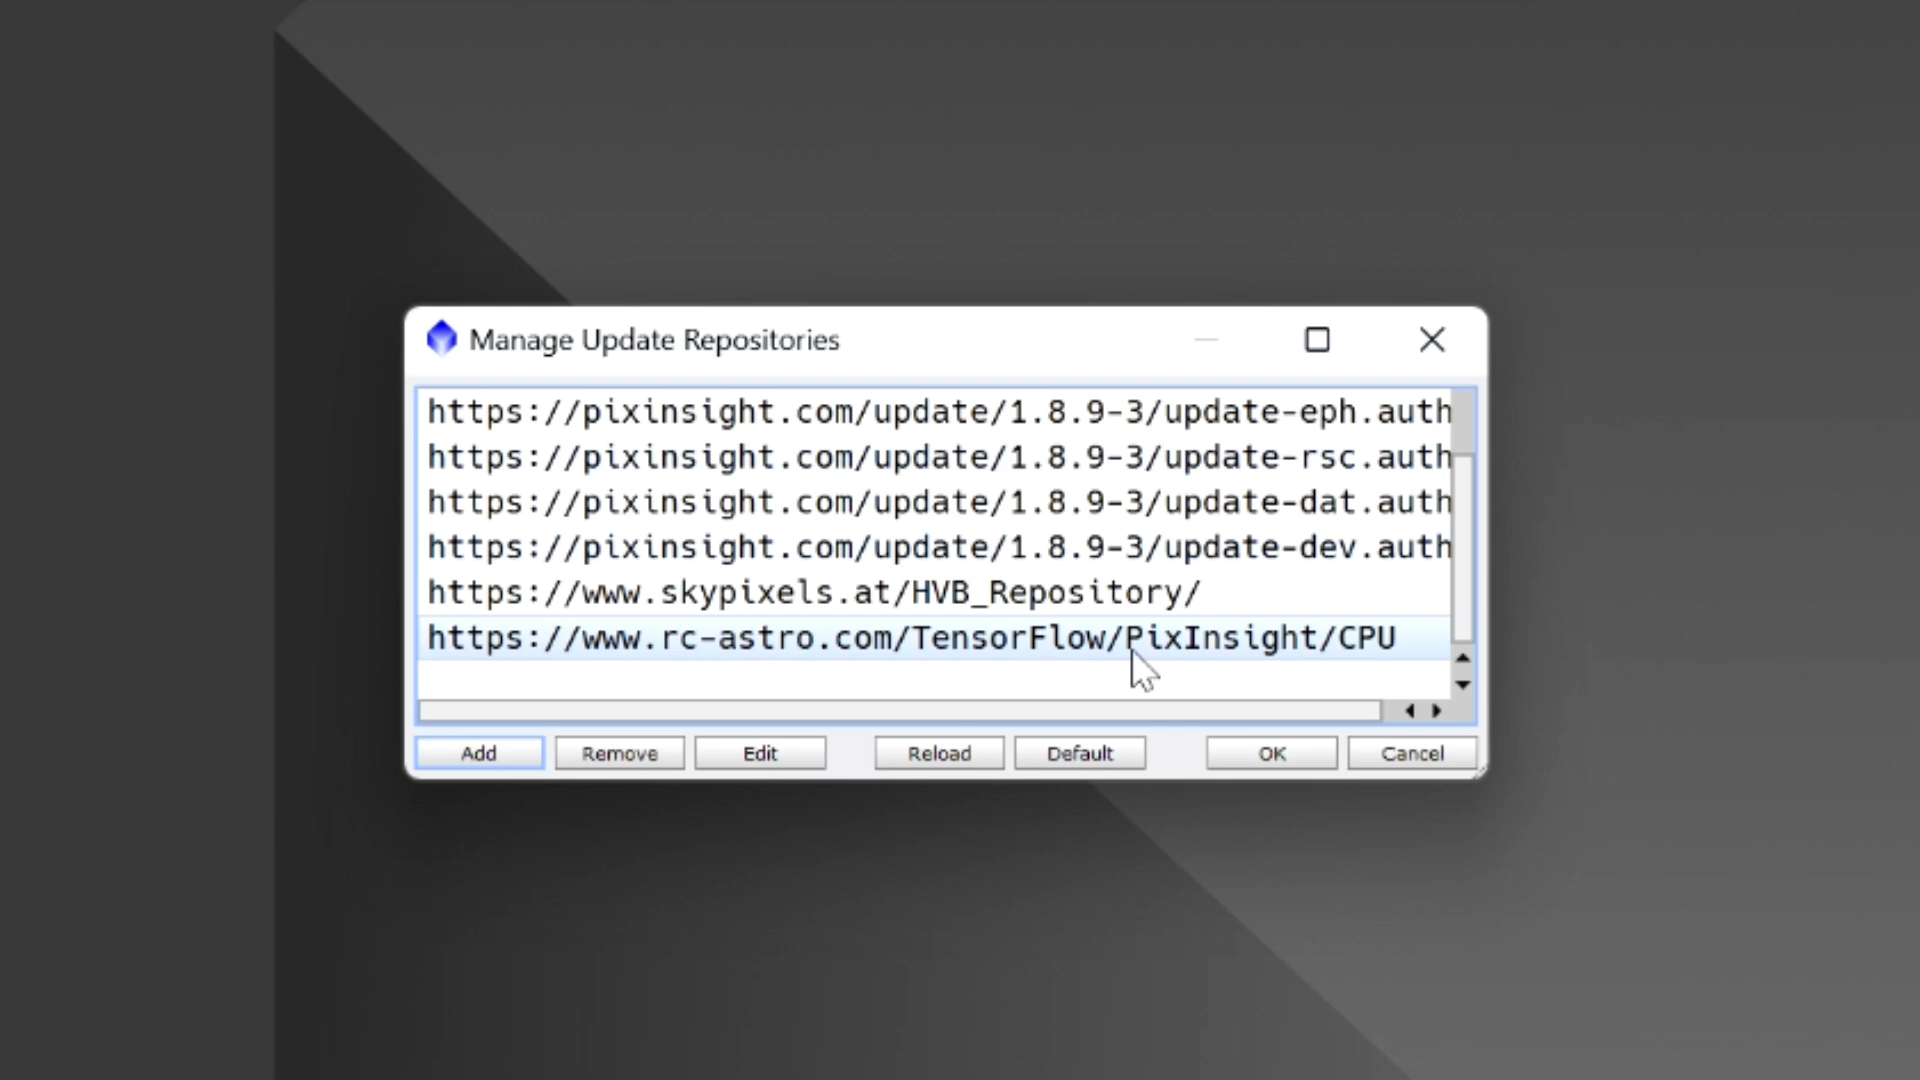 Manage Update Repositories
https://pixinsight.com/update/1.8.9-3/update-eph.auth
https://pixinsight.com/update/1.8.9-3/update-rsc.auth
https://pixinsight.com/update/1.8.9-3/update-dat.auth
https://pixinsight.com/update/1.8.9-3/update-dev.auth
https://www.skypixels.at/HVB_Repository/
https://www.rc-astro.com/TensorFlow/PixInsight/CPU
Add Remove Edit Reload Default OK Cancel